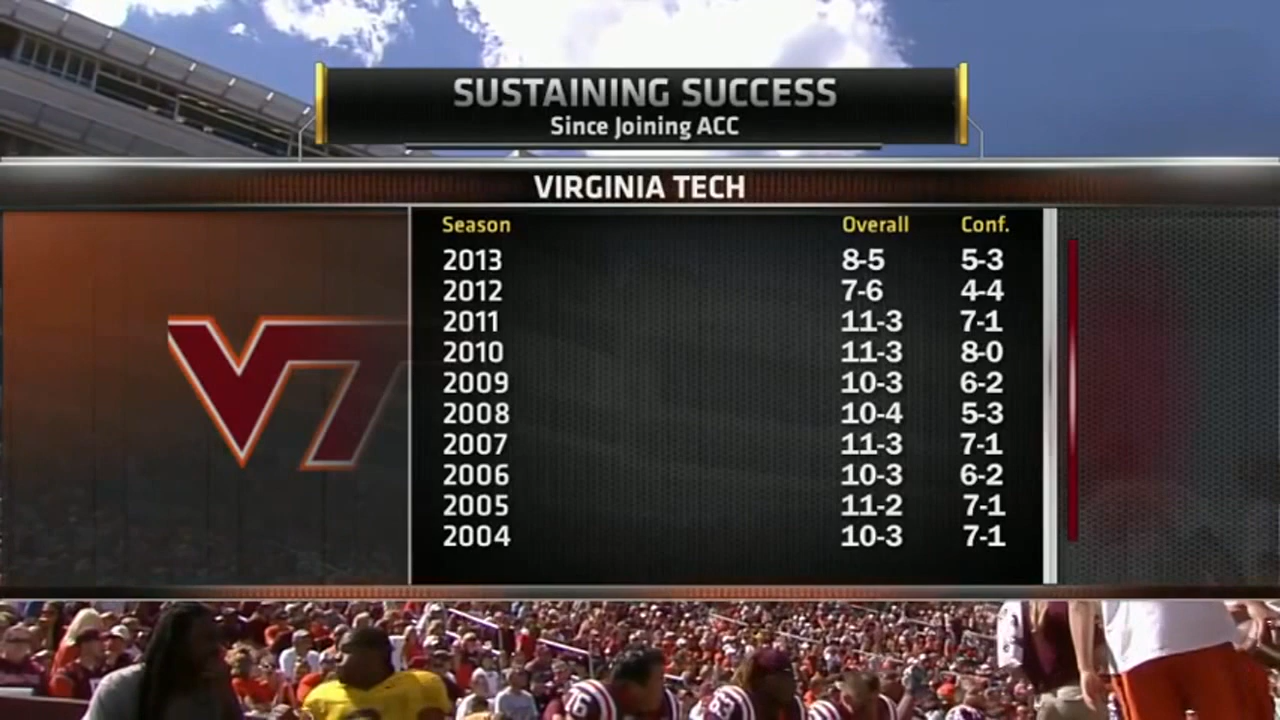 SUSTAINING SUCCESS
Since Joining ACC
VIRGINIA TECH
Season Overall Conf.
2013 8-5 5-3
2012 7-6 4-4
2011 11-3 7-1
2010 11-3 8-0
2009 10-3 6-2
2008 10-4 5-3
2007 11-3 7-1
2006 10-3 6-2
2005 11-2 7-1
2004 10-3 7-1
VT
76 63